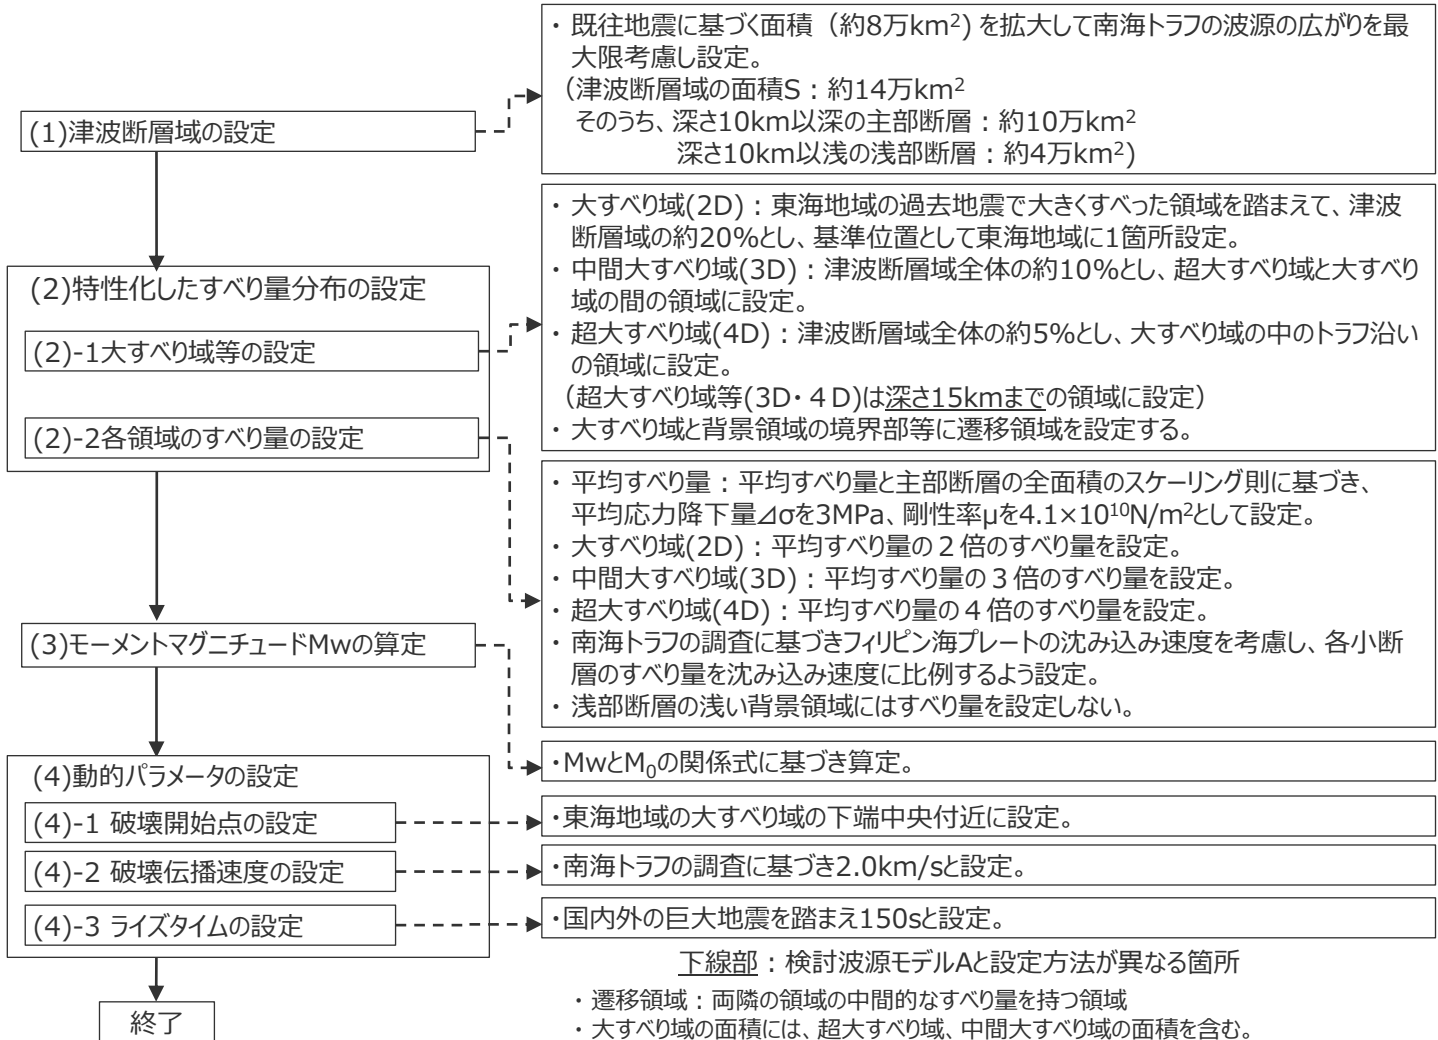 (1)津波断層域の設定
・ 既往地震に基づく面積（約8万km2) を拡大して南海トラフの波源の広がりを最
大限考慮し設定。
（津波断層域の面積S：約14万km2
そのうち、深さ10km以深の主部断層：約10万km2
深さ10km以浅の浅部断層：約4万km2)
(2)特性化したすべり量分布の設定
(2)-1大すべり域等の設定
・ 大すべり域(2D)：東海地域の過去地震で大きくすべった領域を踏まえて、津波
断層域の約20%とし、基準位置として東海地域に1箇所設定。
・ 中間大すべり域(3D)：津波断層域全体の約10%とし、超大すべり域と大すべり
域の間の領域に設定。
・ 超大すべり域(4D)：津波断層域全体の約5%とし、大すべり域の中のトラフ沿い
の領域に設定。
（超大すべり域等(3D・４D)は深さ15kmまでの領域に設定）
・ 大すべり域と背景領域の境界部等に遷移領域を設定する。
(2)-2各領域のすべり量の設定
・ 平均すべり量：平均すべり量と主部断層の全面積のスケーリング則に基づき、
平均応力降下量⊿σを3MPa、剛性率μを4.1×1010N/m2として設定。
・ 大すべり域(2D)：平均すべり量の２倍のすべり量を設定。
・ 中間大すべり域(3D)：平均すべり量の３倍のすべり量を設定。
・ 超大すべり域(4D)：平均すべり量の４倍のすべり量を設定。
・ 南海トラフの調査に基づきフィリピン海プレートの沈み込み速度を考慮し、各小断
層のすべり量を沈み込み速度に比例するよう設定。
・ 浅部断層の浅い背景領域にはすべり量を設定しない。
(3)モーメントマグニチュードMwの算定
・MwとM0の関係式に基づき算定。
(4)動的パラメータの設定
(4)-1 破壊開始点の設定
・東海地域の大すべり域の下端中央付近に設定。
(4)-2 破壊伝播速度の設定
・南海トラフの調査に基づき2.0km/sと設定。
(4)-3 ライズタイムの設定
・国内外の巨大地震を踏まえ150sと設定。
終了
下線部：検討波源モデルAと設定方法が異なる箇所
・ 遷移領域：両隣の領域の中間的なすべり量を持つ領域
・ 大すべり域の面積には、超大すべり域、中間大すべり域の面積を含む。